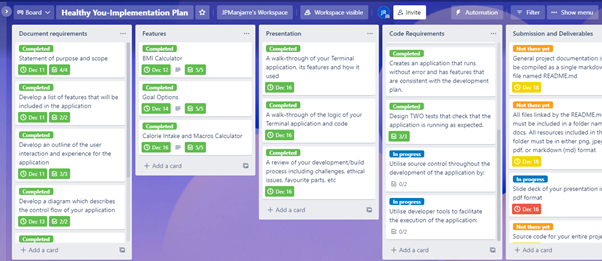 Board
Healthy You-Implementation Plan
JPManjarre's Workspace
Workspace visible
Invite
Automation
Filter
Show menu
Document requirements
Completed
Statement of purpose and scope
Dec 11
4/4
Completed
Develop a list of features that will
be included in the application
Dec 11
2/2
Completed
Develop an outline of the user
interaction and experience for the
application
Dec 11
3/3
Completed
Develop a diagram which describes
the control flow of your application
Dec 13
2/2
Completed
+ Add a card
Features
Completed
BMI Calculator
Dec 12
5/5
Completed
Goal Options
Dec 14
5/5
Completed
Calorie Intake and Macros Calculator
Dec 16
5/5
+ Add a card
Presentation
Completed
A walk-through of your Terminal
application, its features and how it
used
Dec 16
Completed
A walk-through of the logic of your
Terminal application and code
Dec 16
Completed
A review of your development/build
process including challenges, ethical
issues, favourite parts, etc
Dec 16
+ Add a card
Code Requirements
Completed
Creates an application that runs
without error and has features that
are consistent with the development
plan.
Completed
Design TWO tests that check that the
application is running as expected.
3/3
In progress
Utilise source control throughout the
development of the application by:
0/2
In progress
Utilise developer tools to facilitate
the execution of the application:
0/2
+ Add a card
Submission and Deliverables
Not there yet
General project documentation
be compiled as a single markdown
file named README.md
Dec 16
Not there yet
All files linked by the README.m
must be included in a folder nam
docs. All resources included in t
folder must be in either png, jpeg
pdf. or markdown (md) format
Dec 16
In progress
Slide deck of your presentation i
pdf format
Dec 16
Not there yet
Source code for your entire proje
+ Add a card